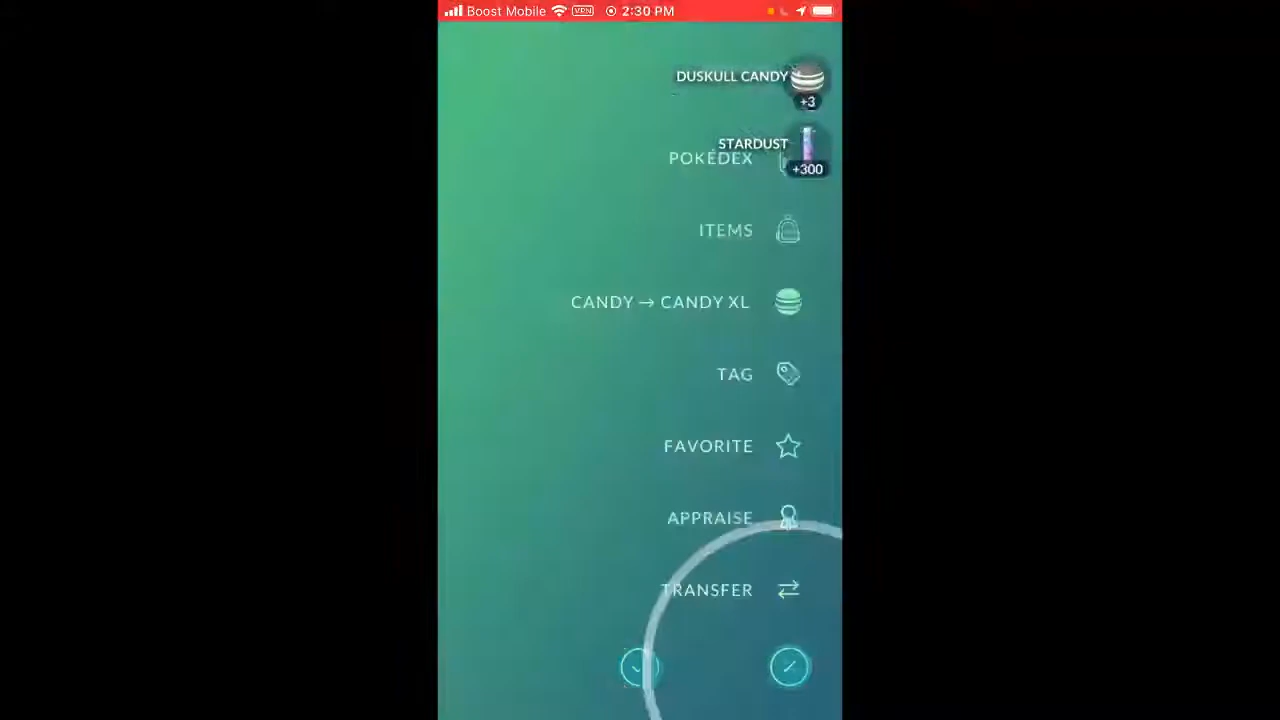 Boost Mobile VPN 2:30 PM
DUSKULL CANDY
+3
STARDUST
POKÉDEX
+300
ITEMS
CANDY → CANDY XL
TAG
FAVORITE
APPRAISE
TRANSFER